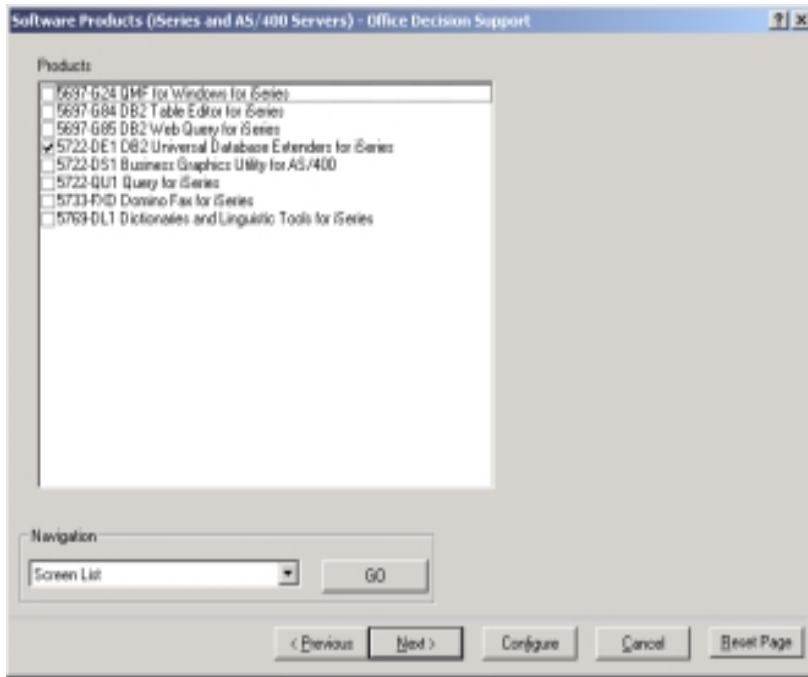 Software Products (iSeries and AS/400 Servers) - Office Decision Support
Products
5697-G24 QMF for Windows for iSeries
5697-G84 DB2 Table Editor for iSeries
5697-G85 DB2 Web Query for iSeries
5722-DE1 DB2 Universal Database Extenders for iSeries
5722-DS1 Business Graphics Utility for AS/400
5722-QU1 Query for iSeries
5733-FXD Domino Fax for iSeries
5769-DL1 Dictionaries and Linguistic Tools for iSeries
Navigation
Screen List
GO
< Previous
Next >
Configure
Cancel
Reset Page